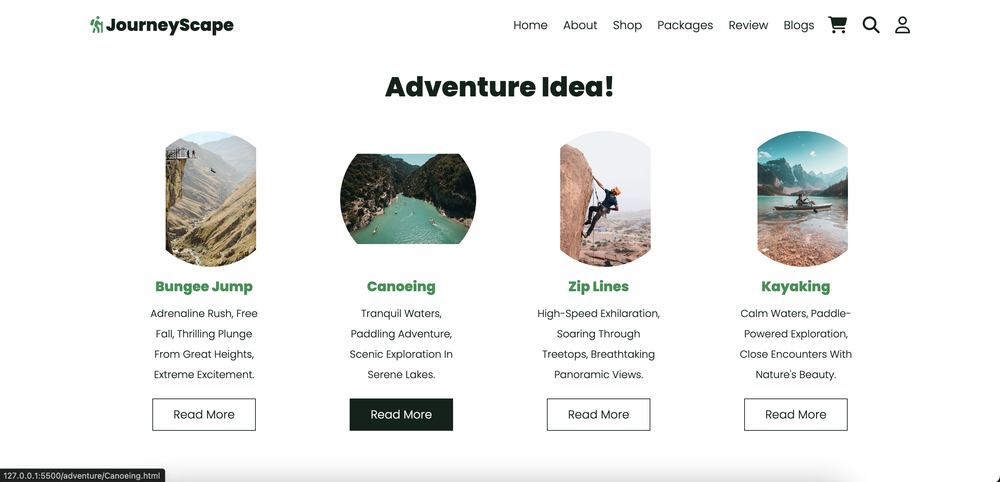 JourneyScape
Home About Shop Packages Review Blogs
Adventure Idea!
Bungee Jump
Adrenaline Rush, Free
Fall, Thrilling Plunge
From Great Heights,
Extreme Excitement.
Read More
Canoeing
Tranquil Waters,
Paddling Adventure,
Scenic Exploration In
Serene Lakes.
Read More
Zip Lines
High-Speed Exhilaration,
Soaring Through
Treetops, Breathtaking
Panoramic Views.
Read More
Kayaking
Calm Waters, Paddle-
Powered Exploration,
Close Encounters With
Nature's Beauty.
Read More
127.0.0.1:5500/adventure/Canoeing.html